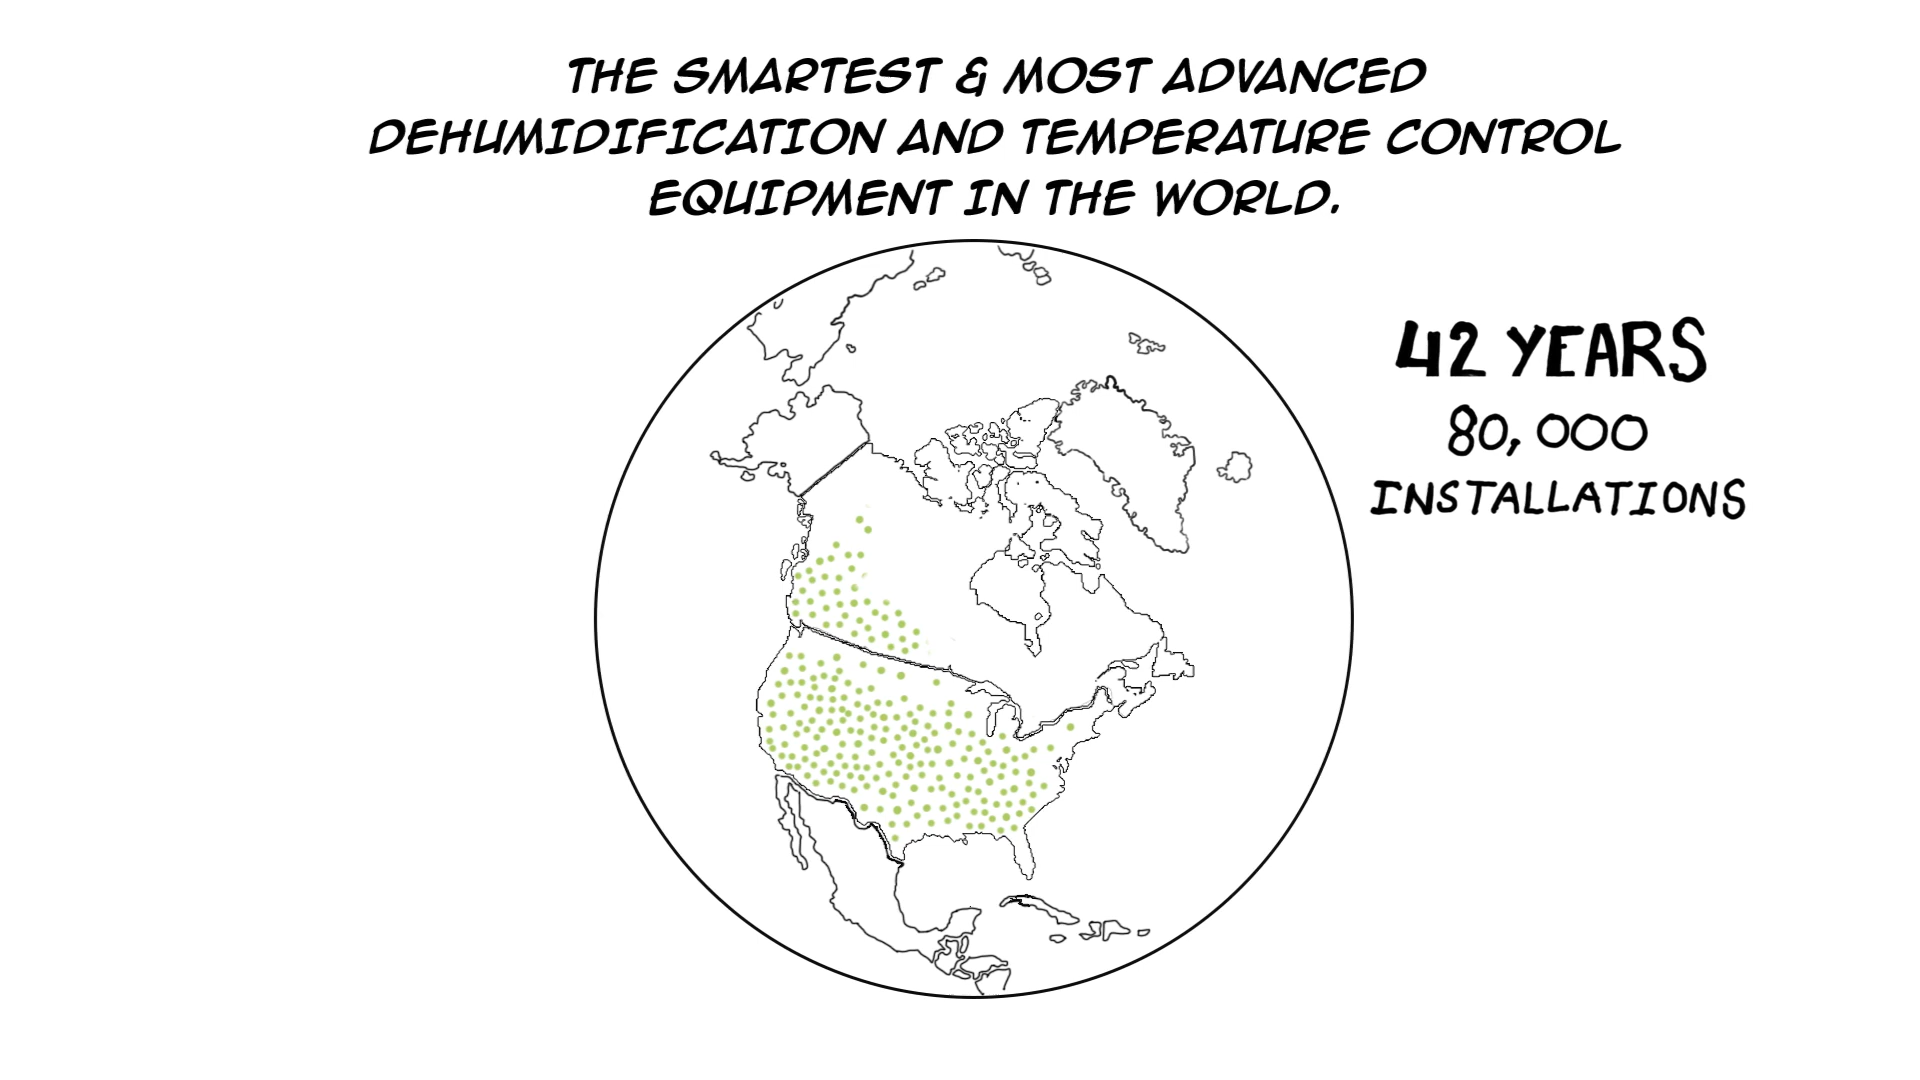 THE SMARTEST & MOST ADVANCED
DEHUMIDIFICATION AND TEMPERATURE CONTROL
EQUIPMENT IN THE WORLD.
42 YEARS
80,000
INSTALLATIONS